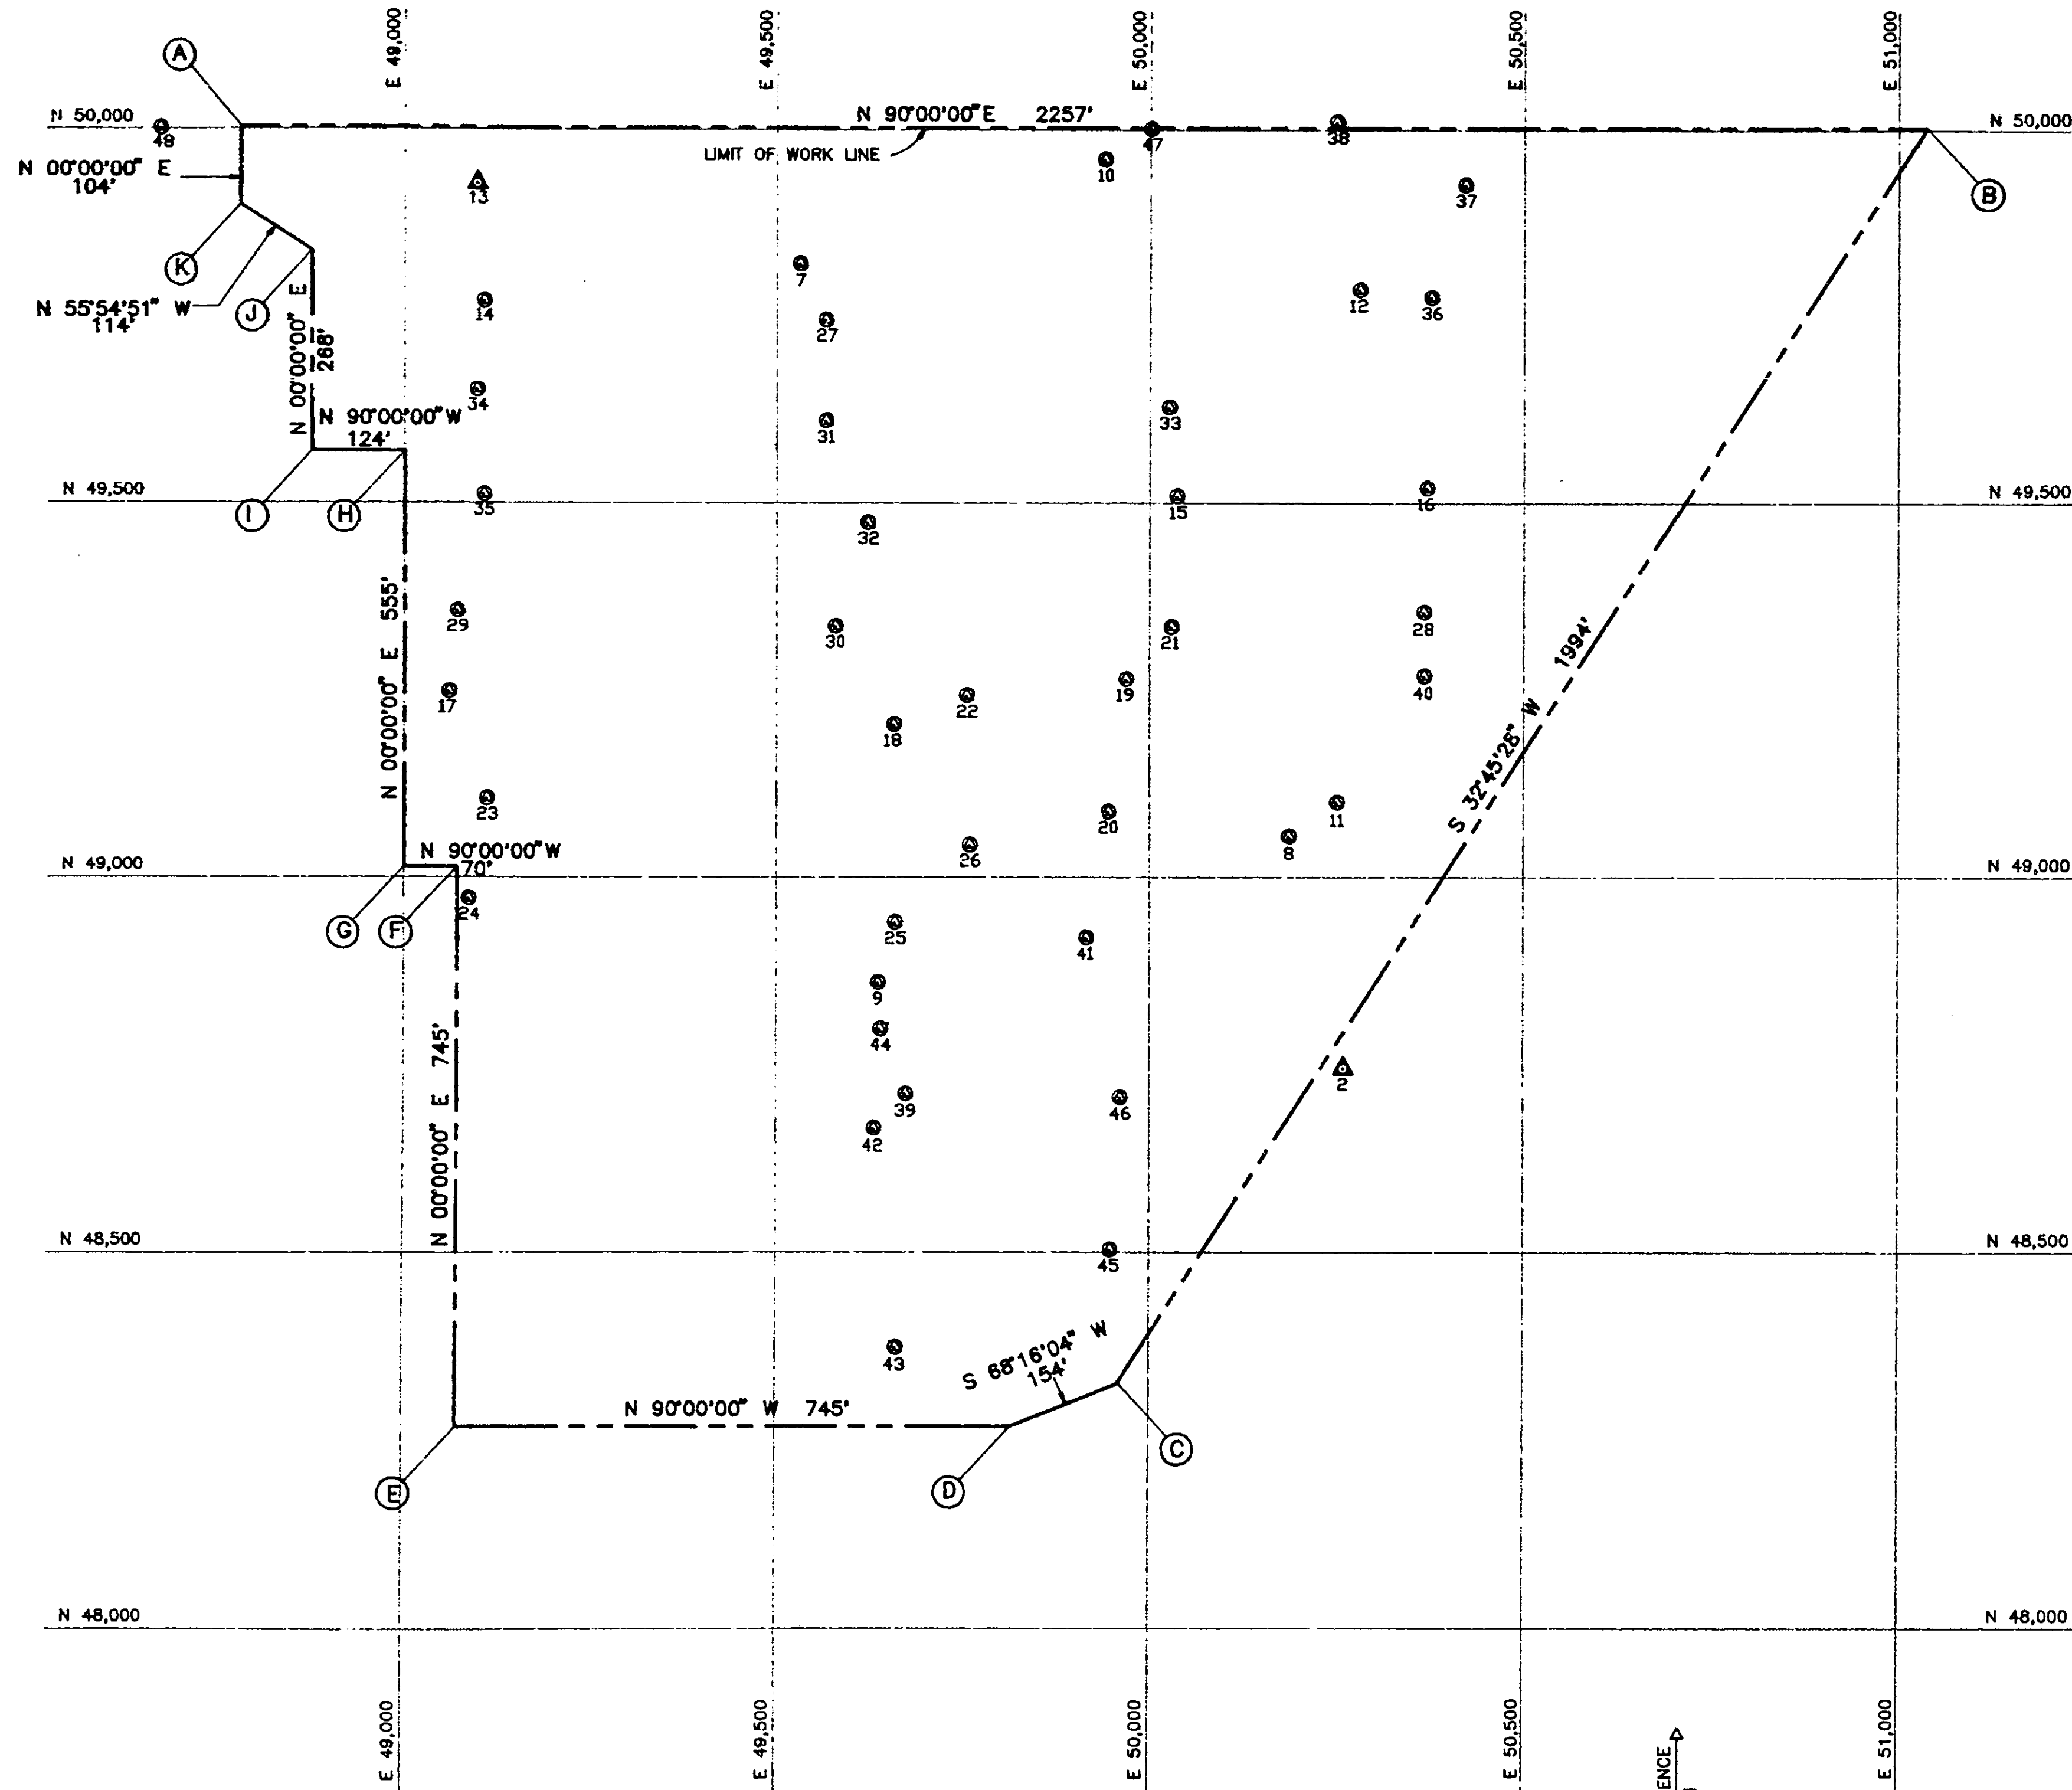 E 49,000
E 49,500
E 50,000
E 50,500
E 51,000
A
N 50,000
N 90°00'00" E 2257'
N 50,000
48
47
38
LIMIT OF WORK LINE
10
N 00°00'00" E
104'
13
37
B
K
7
J
14
12
36
N 55°54'51" W
114'
27
N 00°00'00" E
268'
34
N 90°00'00" W
124'
31
33
N 49,500
I
H
35
16
15
N 49,500
32
N 00°00'00" E 555'
29
30
21
28
S 32°45'28" W 1994'
17
22
19
40
18
23
20
11
26
8
N 90°00'00" W
70'
N 49,000
N 49,000
24
G
F
25
41
9
44
N 00°00'00" E 745'
2
39
46
42
N 48,500
45
N 48,500
43
S 68°16'04" W
154'
N 90°00'00" W 745'
C
E
D
N 48,000
N 48,000
E 49,000
E 49,500
E 50,000
E 50,500
ENCE
E 51,000